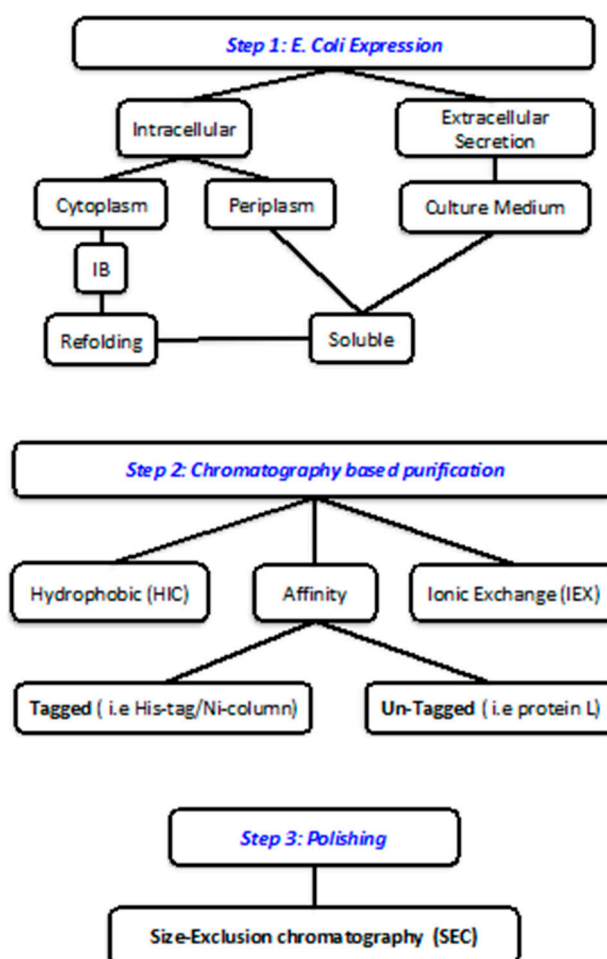 Step 1: E. Coli Expression
Intracellular
Extracellular
Secretion
Cytoplasm
Periplasm
Culture Medium
IB
Refolding
Soluble
Step 2: Chromatography based purification
Hydrophobic (HIC)
Affinity
Ionic Exchange (IEX)
Tagged ( i.e His-tag/Ni-column)
Un-Tagged ( i.e protein L)
Step 3: Polishing
Size-Exclusion chromatography (SEC)